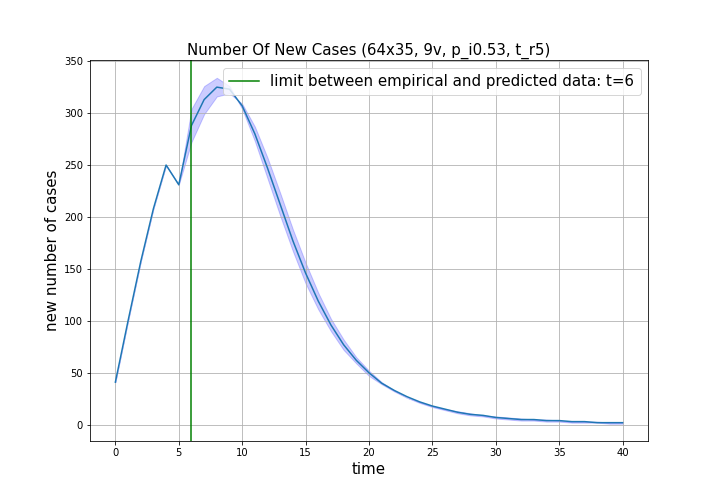 Number Of New Cases (64x35, 9v, p_i0.53, t_r5)
limit between empirical and predicted data: t=6
350
300
250
200
150
100
50
0
new number of cases
0 5 10 15 20 25 30 35 40
time